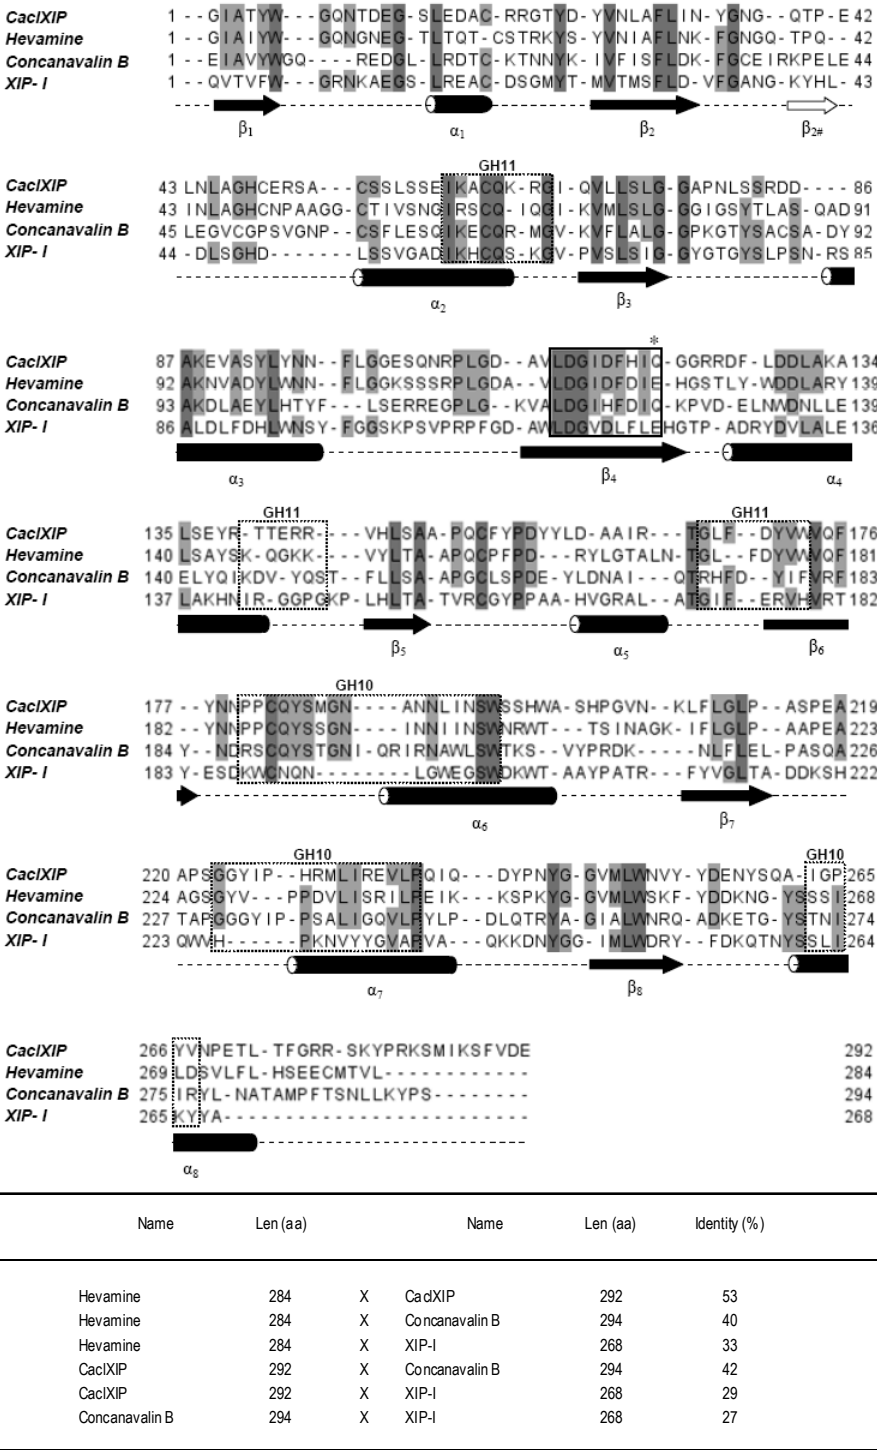 CaclXIP 1 --GIATYW---GQNTDEG-SLEDAC-RRGTYD-YVNLAFLIN-YGNG--QTP-E 42
Hevamine 1 --GIAIYW---GQNGNEG-TLTQT-CSTRKYS-YVNIAFLNK-FGNGQ-TPQ-- 42
Concanavalin B 1 --EIAVYWGQ---REDGL-LRDTC-KTNNYK-IVFISFLDK-FGCEIRKPELE 44
XIP- I 1 --QVTVFW---GRNKAEGS-LREAC-DSGMYT-MVTMSFLD-VFGANG-KYHL- 43
β1 α1 β2 β2#
GH11
CaclXIP 43 LNLAGHCERSA---CSSLSSEIKACQK-RGI-QVLLSLG-GAPNLSSRDD---- 86
Hevamine 43 INLAGHCNPAAGG-CTIVSNGIRSCQ-IQGI-KVMLSLG-GGIGSYTLAS-QAD 91
Concanavalin B 45 LEGVCGPSVGNP--CSFLESQIKECQR-MGV-KVFLALG-GPKGTYSACSA-DY 92
XIP- I 44 -DLSGHD-------LSSVGADIKHCQS-KGV-PVSLSIG-GYGTGYSLPSN-RS 85
α2 β3
*
CaclXIP 87 AKEVASYLYNN--FLGGESQNRPLGD--AVLDGIDFHIQ-GGRRDF-LDDLAKA 134
Hevamine 92 AKNVADYLWNN--FLGGKSSSRPLGDA--VLDGIDFDIE-HGSTLY-WDDLARY 139
Concanavalin B 93 AKDLAEYLHTYF---LSERREGPLG--KVALDGIHFDIQ-KPVD-ELNWDNLLE 139
XIP- I 86 ALDLFDHLWNSY-FGGSKPSVPRPFGD-AWLDGVDLFLEHGTP-ADRYDVLALE 136
α3 β4 α4
GH11 GH11
CaclXIP 135 LSEYR-TTERR----VHLSAA-PQCFYPDYYLD-AAIR---TGLF--DYVWVQF 176
Hevamine 140 LSAYSK-QGKK----VYLTA-APQCPFPD---RYLGTALN-TGL--FDYVWVQF 181
Concanavalin B 140 ELYQIKDV-YQST--FLLSA-APGCLSPDE-YLDNAI---QTRHFD--YIFVRF 183
XIP- I 137 LAKHNIR-GGPGKP-LHLTA-TVRCGYPPAA-HVGRAL--ATGIF--ERVHVRT 182
β5 α5 β6
GH10
CaclXIP 177 --YNNPPCQYSMGN----ANNLINSWSSHWA-SHPGVN--KLFLGLP--ASPEA 219
Hevamine 182 --YNNPPCQYSSGN----INNIINSWNRWT---TSINAGK-IFLGLP--AAPEA 223
Concanavalin B 184 Y--NDRSCQYSTGNI-QRIRNAWLSWTKS--VYPRDK----NLFLEL-PASQA 226
XIP- I 183 Y-ESDKWCNQN--------LGWEGSWDKWT-AAYPATR---FYVGLTA-DDKSH 222
α6 β7
GH10 GH10
CaclXIP 220 APSGGYIP--HRMLIREVLPQIQ--DYPNYG-GVMLWNVY-YDENYSQA-IGP 265
Hevamine 224 AGSGYV---PPDVLISRILPEIK---KSPKYG-GVMLWSKF-YDDKNG-YSSSI 268
Concanavalin B 227 TAPGGGYIP-PSALIGQVLPYLP--DLQTRYA-GIALWNRQ-ADKETG-YSTNI 274
XIP- I 223 QWVH------PKNVYYGVAPVA--QKKDNYGG-IMLWDRY--FDKQTNYSSLI 264
α7 β8
CaclXIP 266 YVNPETL-TFGRR-SKYPRKSMIKSFVDE 292
Hevamine 269 LDSVLFL-HSEECMTVL------------ 284
Concanavalin B 275 IRYL-NATAMPFTSNLLKYPS-------- 294
XIP- I 265 KYYA------------------------- 268
α8
Name Len (aa) Name Len (aa) Identity (%)
Hevamine 284 X CaclXIP 292 53
Hevamine 284 X Concanavalin B 294 40
Hevamine 284 X XIP-I 268 33
CaclXIP 292 X Concanavalin B 294 42
CaclXIP 292 X XIP-I 268 29
Concanavalin B 294 X XIP-I 268 27